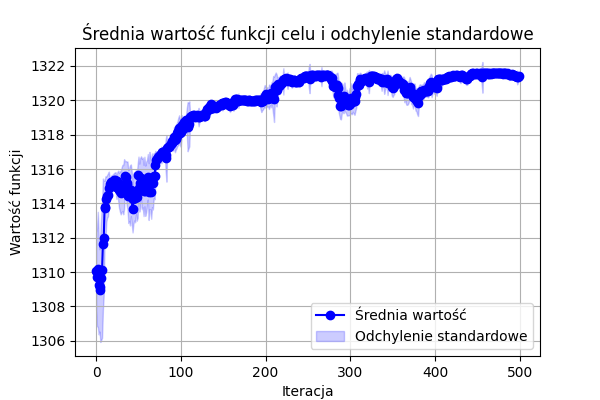 Średnia wartość funkcji celu i odchylenie standardowe
1322
1320
1318
1316
1314
1312
1310
1308
1306
Wartość funkcji
Średnia wartość
Odchylenie standardowe
0 100 200 300 400 500
Iteracja